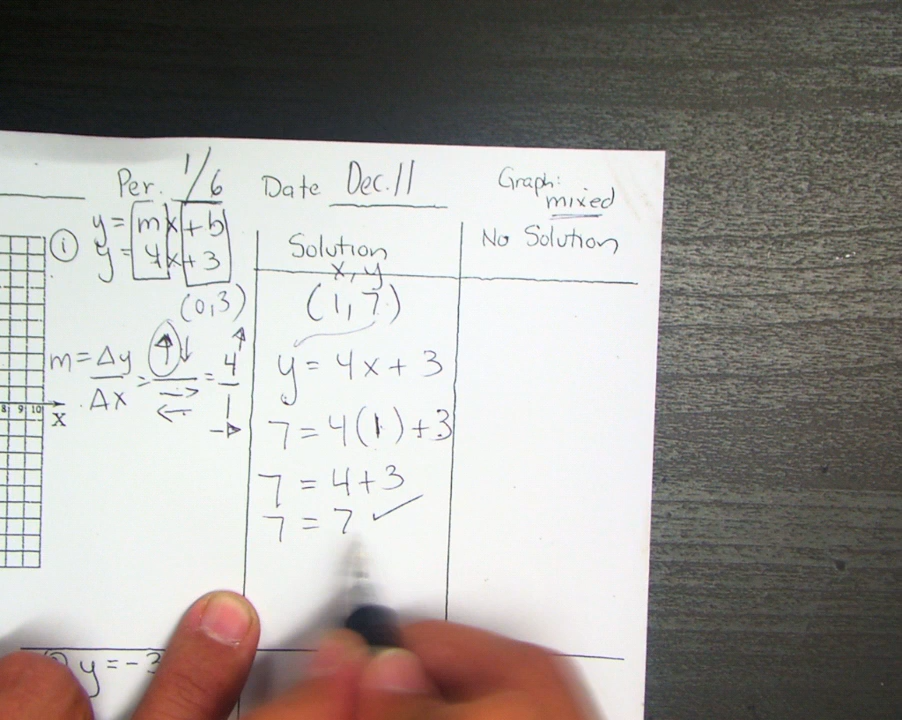 Per. 1/6 Date Dec. 11
Graph: mixed
y = mx + b
① y = 4x + 3
(0,3)
m = Δy/Δx = ↑↓/→← = 4/1
8 9 10 X
Solution
x, y
(1, 7)
y = 4x + 3
7 = 4(1) + 3
7 = 4 + 3
7 = 7 ✓
No Solution
y = -3